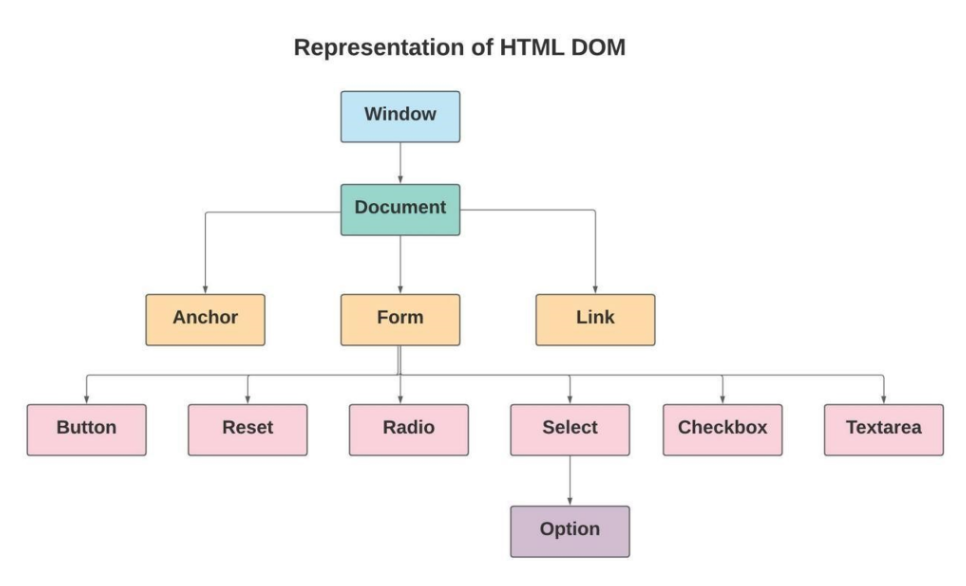 Representation of HTML DOM
Window
Document
Anchor
Form
Link
Button
Reset
Radio
Select
Checkbox
Textarea
Option